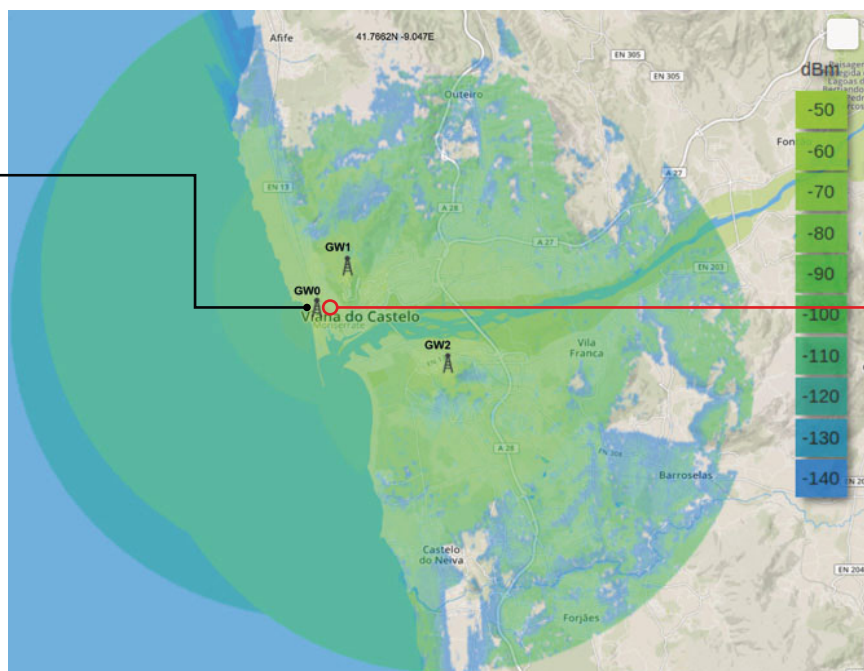 Afife
41.7662N -9.047E
EN 305
EN 305
dBm
Outeiro
-50
-60
A 27
EN 13
-70
A 28
GW1
A 27
-80
EN 203
GW0
-90
Viana do Castelo
Monserrate
-100
GW2
Vila
Franca
-110
-120
-130
A 28
Barroselas
-140
Castelo
do Neiva
EN 204
Forjães